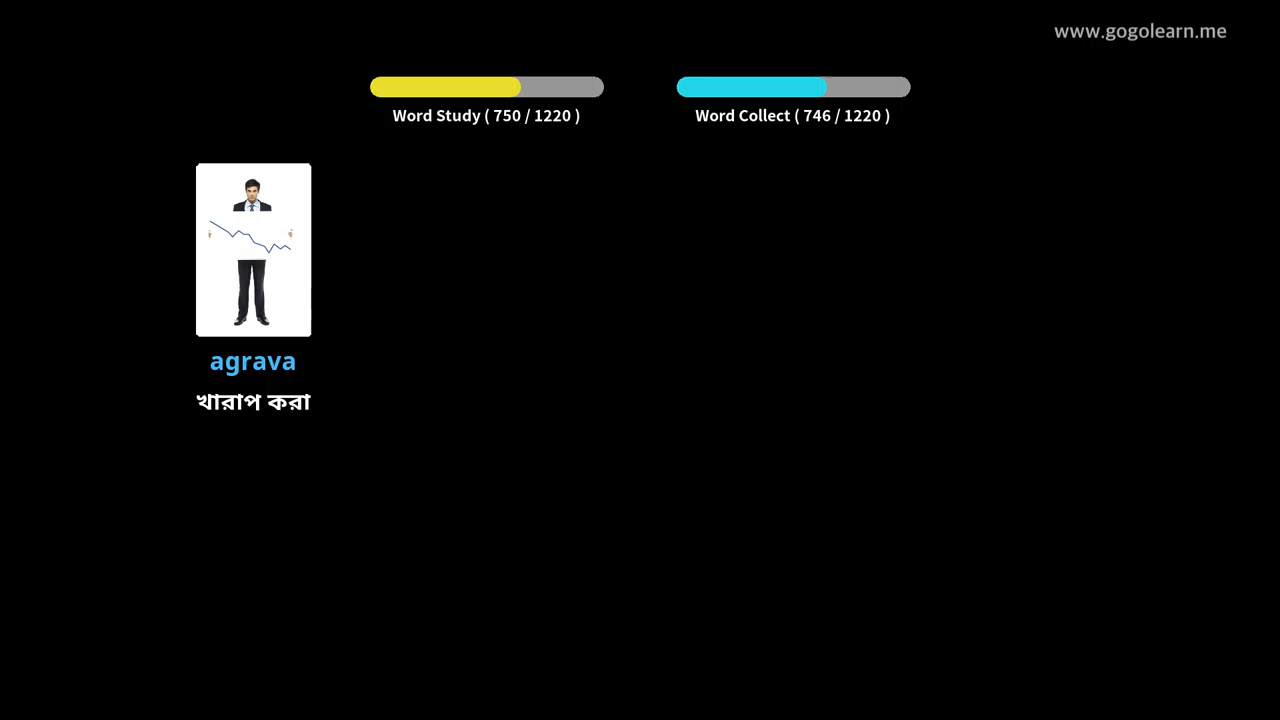 www.gogolearn.me
Word Study ( 750 / 1220 )
Word Collect ( 746 / 1220 )
agrava
খারাপ করা